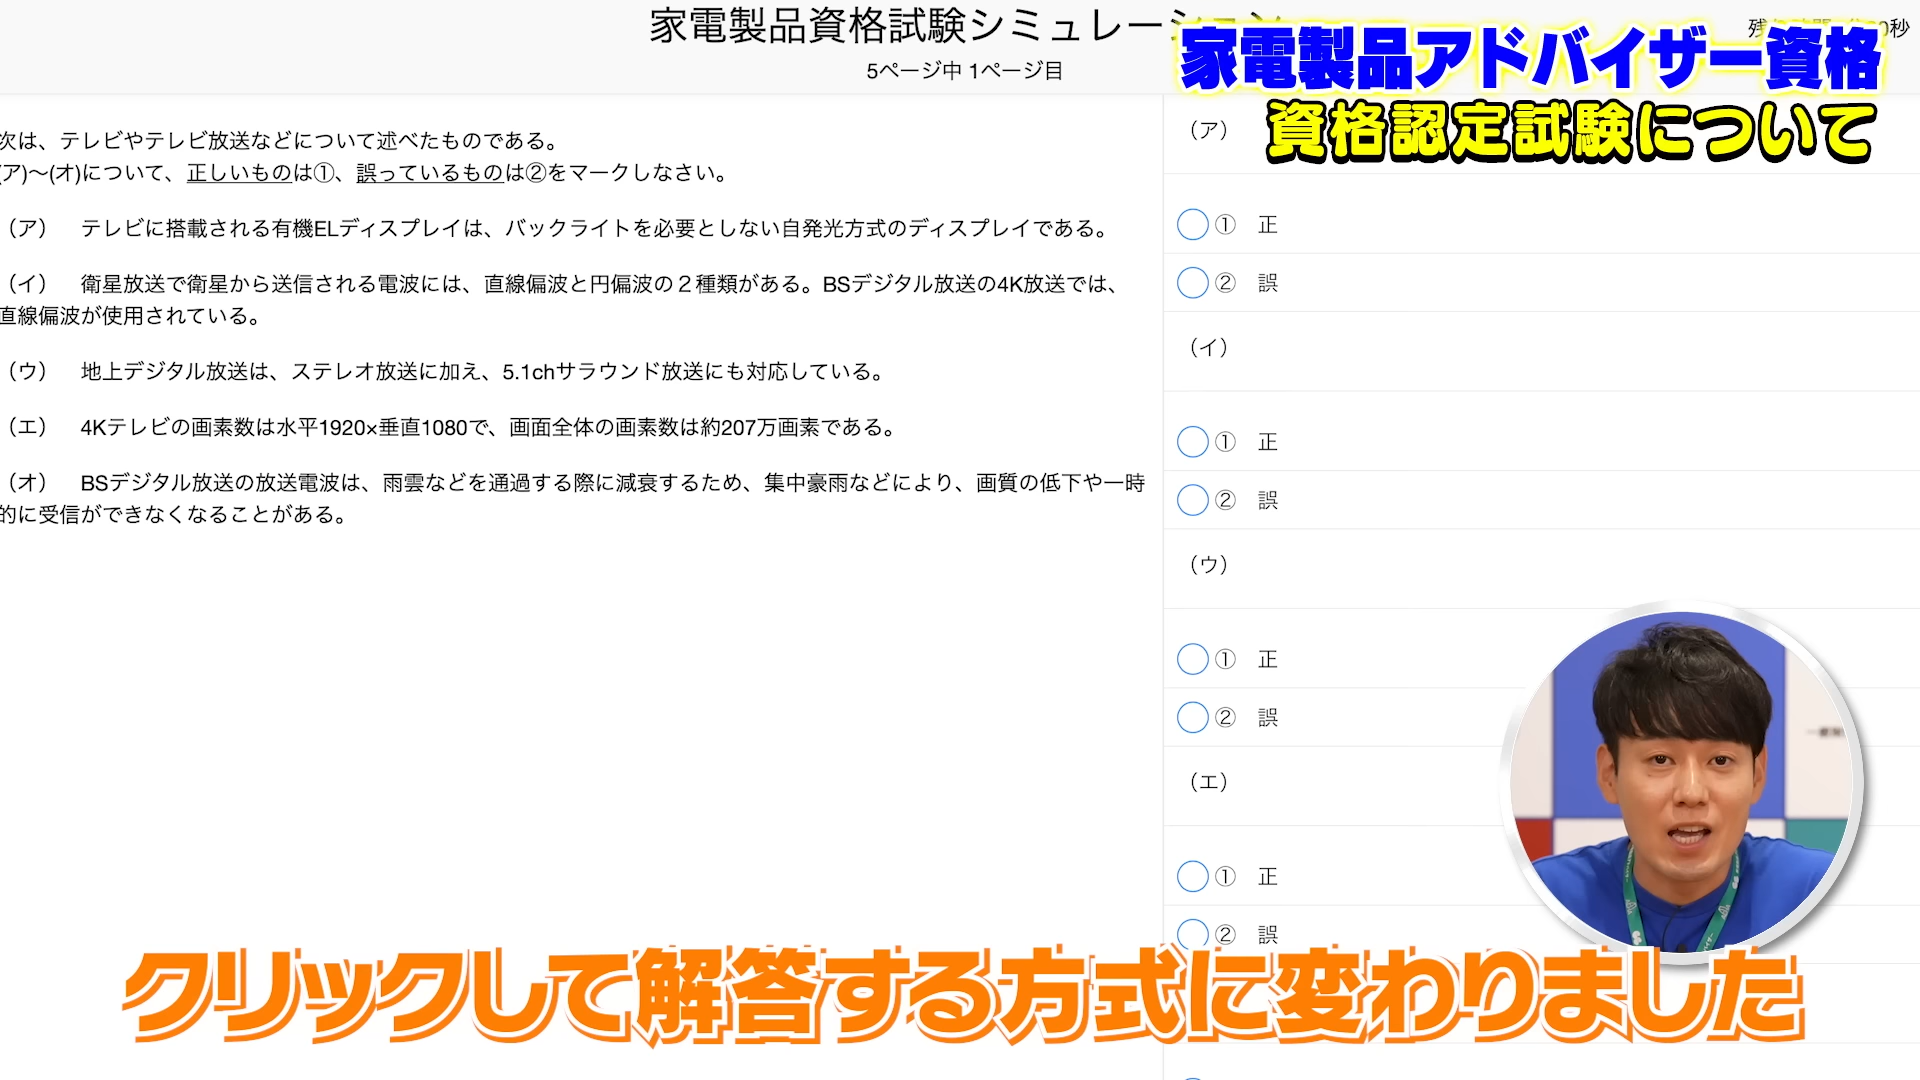 家電製品資格試験シミュレーション
5ページ中 1ページ目
家電製品アドバイザー資格
資格認定試験について
次は、テレビやテレビ放送などについて述べたものである。
(ア)〜(オ)について、正しいものは①、誤っているものは②をマークしなさい。
（ア）　テレビに搭載される有機ELディスプレイは、バックライトを必要としない自発光方式のディスプレイである。
（イ）　衛星放送で衛星から送信される電波には、直線偏波と円偏波の２種類がある。BSデジタル放送の4K放送では、
直線偏波が使用されている。
（ウ）　地上デジタル放送は、ステレオ放送に加え、5.1chサラウンド放送にも対応している。
（エ）　4Kテレビの画素数は水平1920×垂直1080で、画面全体の画素数は約207万画素である。
（オ）　BSデジタル放送の放送電波は、雨雲などを通過する際に減衰するため、集中豪雨などにより、画質の低下や一時
的に受信ができなくなることがある。
（ア）
①　正
②　誤
（イ）
①　正
②　誤
（ウ）
①　正
②　誤
（エ）
①　正
②　誤
クリックして解答する方式に変わりました